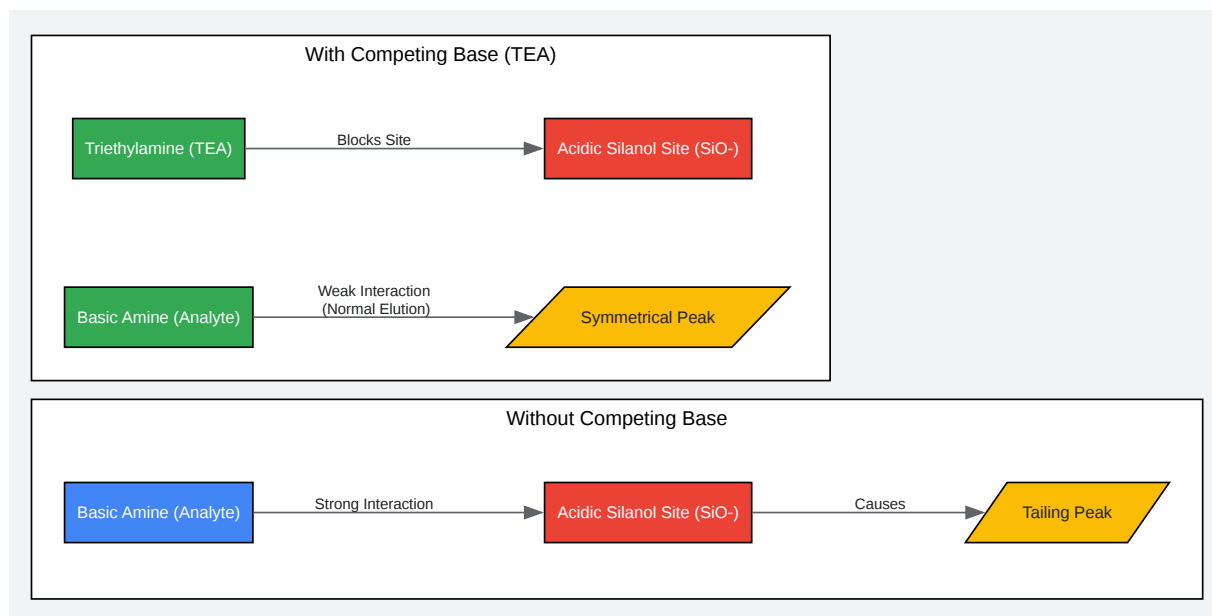 With Competing Base (TEA)
Triethylamine (TEA)
Blocks Site
Acidic Silanol Site (SiO-)
Basic Amine (Analyte)
Weak Interaction
(Normal Elution)
Symmetrical Peak
Without Competing Base
Basic Amine (Analyte)
Strong Interaction
Acidic Silanol Site (SiO-)
Causes
Tailing Peak